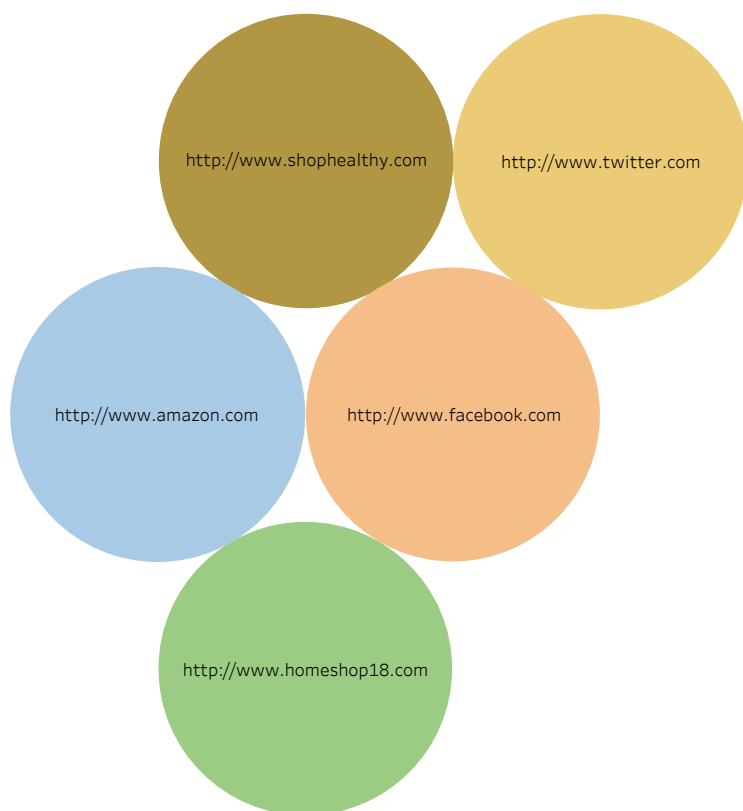 http://www.shophealthy.com
http://www.twitter.com
http://www.amazon.com
http://www.facebook.com
http://www.homeshop18.com